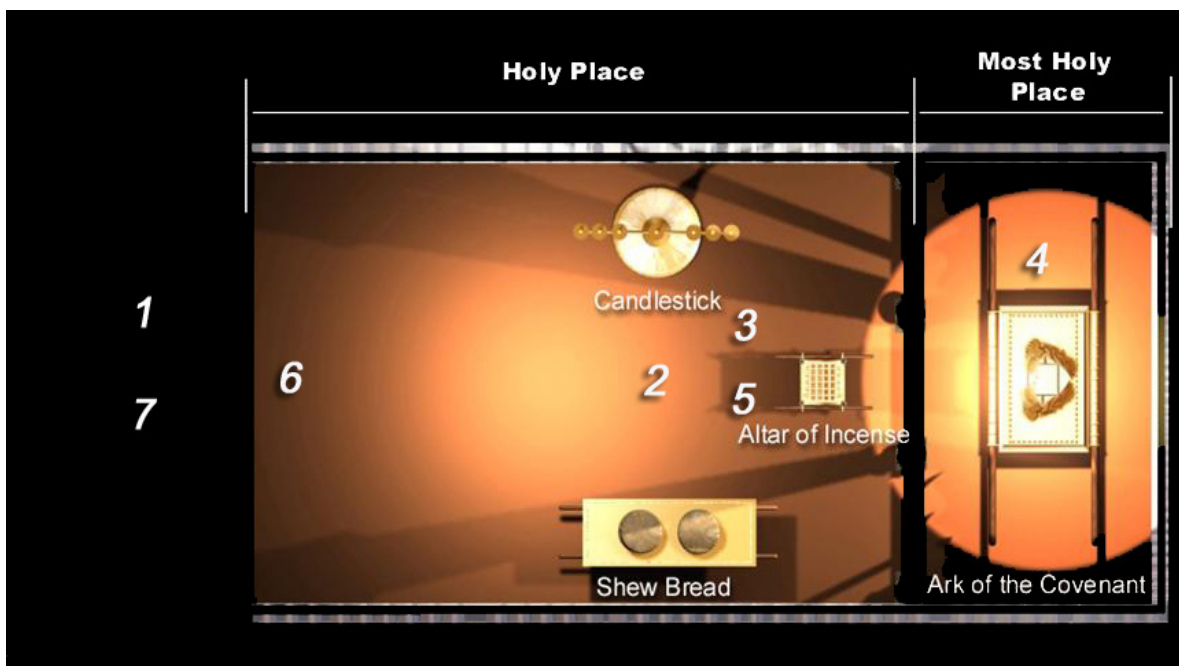 Holy Place
Most Holy
Place
4
Candlestick
1
3
6
2
5
7
Altar of Incense
Shew Bread
Ark of the Covenant